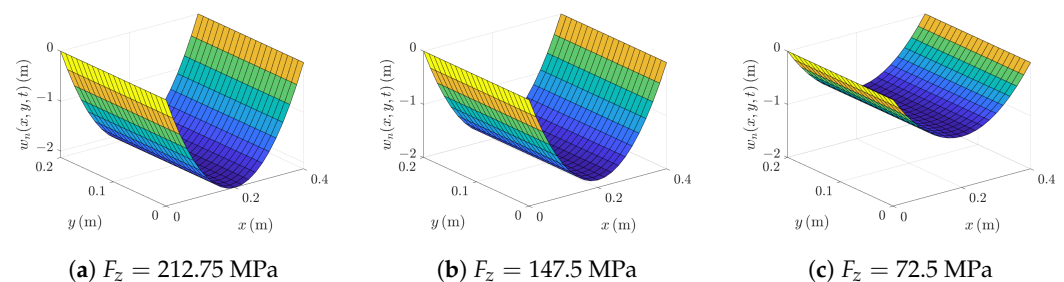 0
−1
−2
0.2
0.1
0
0
0.2
0.4
w_n(x, y, t) (m)
y (m)
x (m)
0
−1
−2
0.2
0.1
0
0
0.2
0.4
w_n(x, y, t) (m)
y (m)
x (m)
0
−1
−2
0.2
0.1
0
0
0.2
0.4
w_n(x, y, t) (m)
y (m)
x (m)
(a) F_z = 212.75 MPa
(b) F_z = 147.5 MPa
(c) F_z = 72.5 MPa